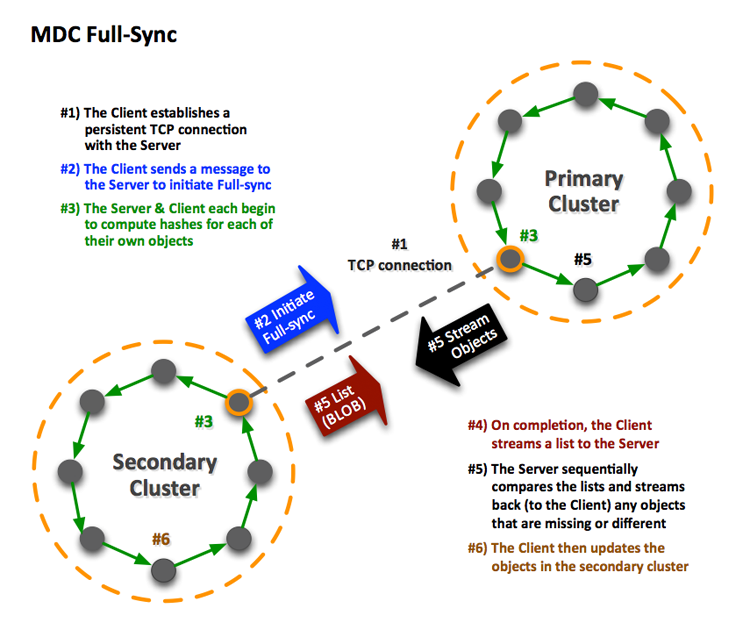 MDC Full-Sync
#1) The Client establishes a
persistent TCP connection
with the Server
#2) The Client sends a message to
the Server to initiate Full-sync
#3) The Server & Client each begin
to compute hashes for each of
their own objects
Primary
Cluster
#3
#5
#1
TCP connection
#2 Initiate
Full-sync
#5 Stream
Objects
#5 List
(BLOB)
#3
Secondary
Cluster
#6
#4) On completion, the Client
streams a list to the Server
#5) The Server sequentially
compares the lists and streams
back (to the Client) any objects
that are missing or different
#6) The Client then updates the
objects in the secondary cluster